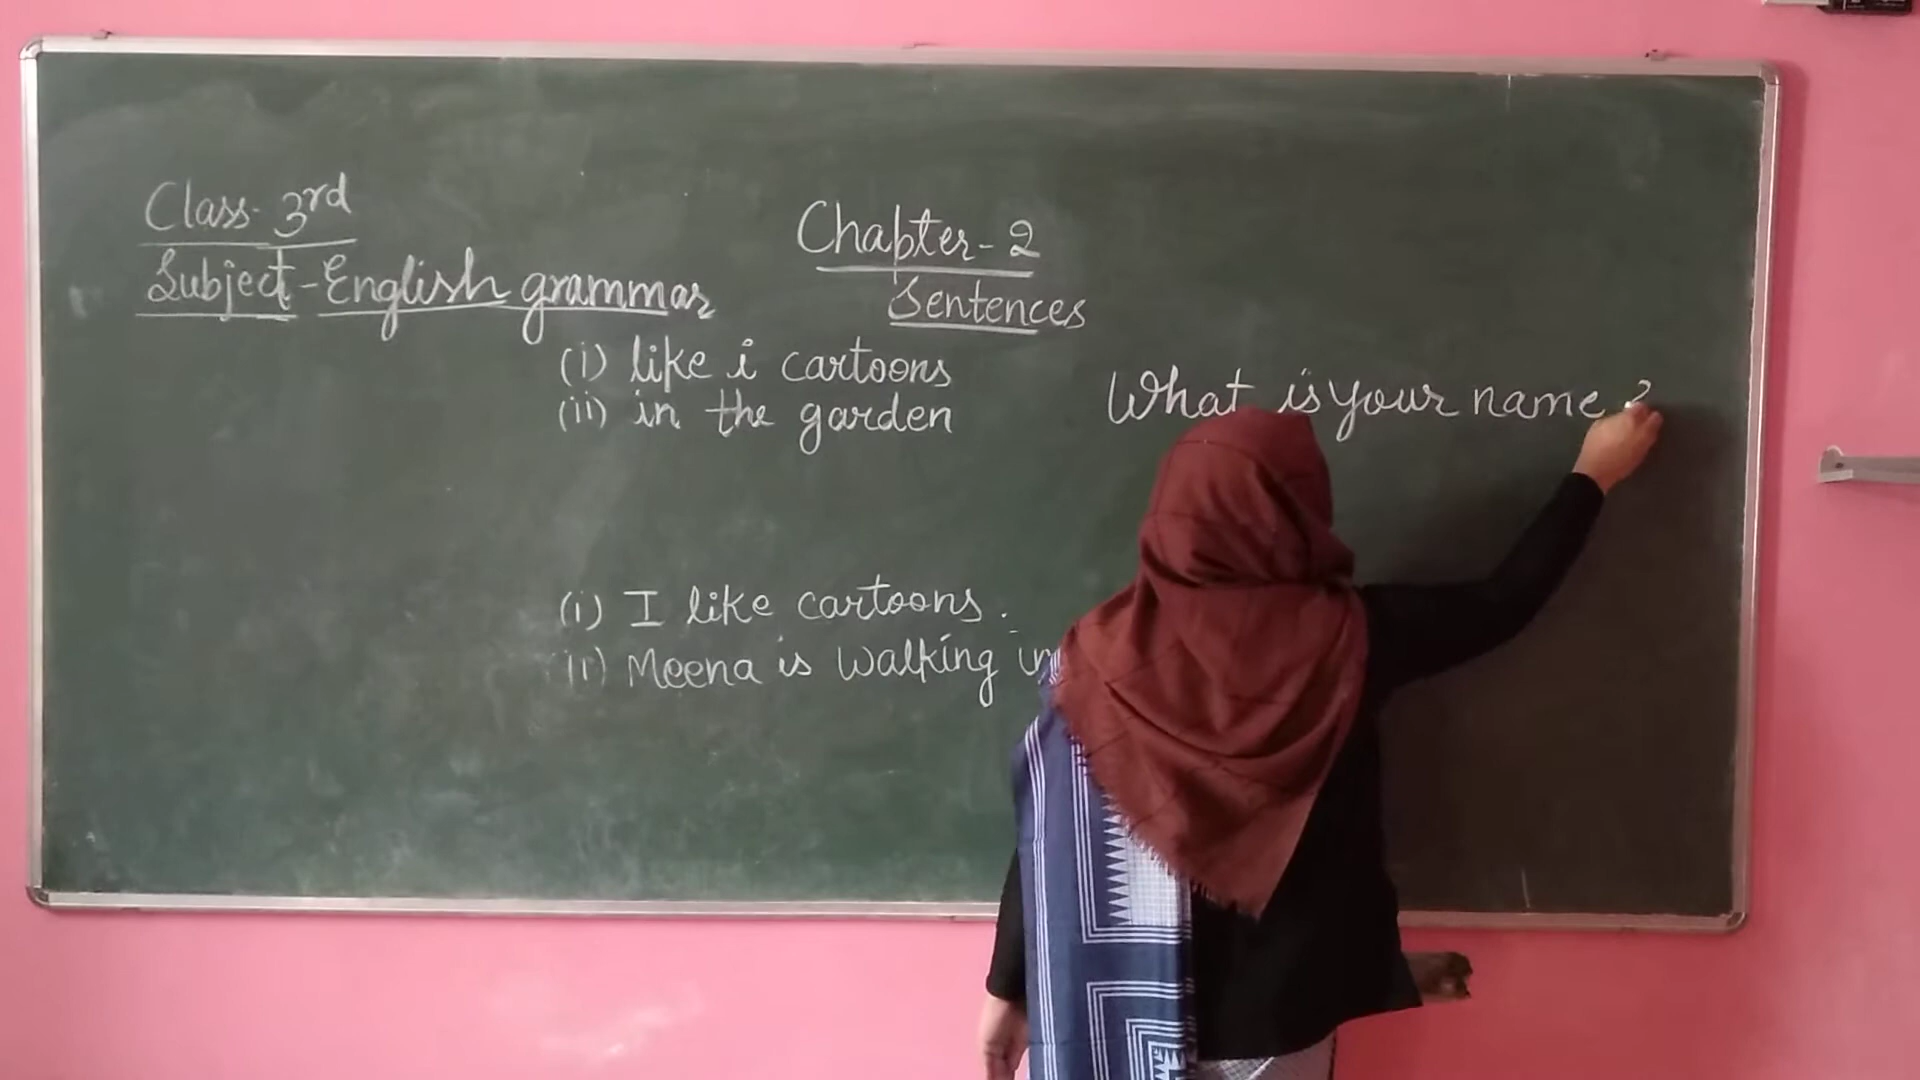 Class- 3rd
Subject-English grammar
Chapter-2
Sentences
(i) like i cartoons
(ii) in the garden
What is your name ?
(i) I like cartoons.
(ii) Meena is walking in